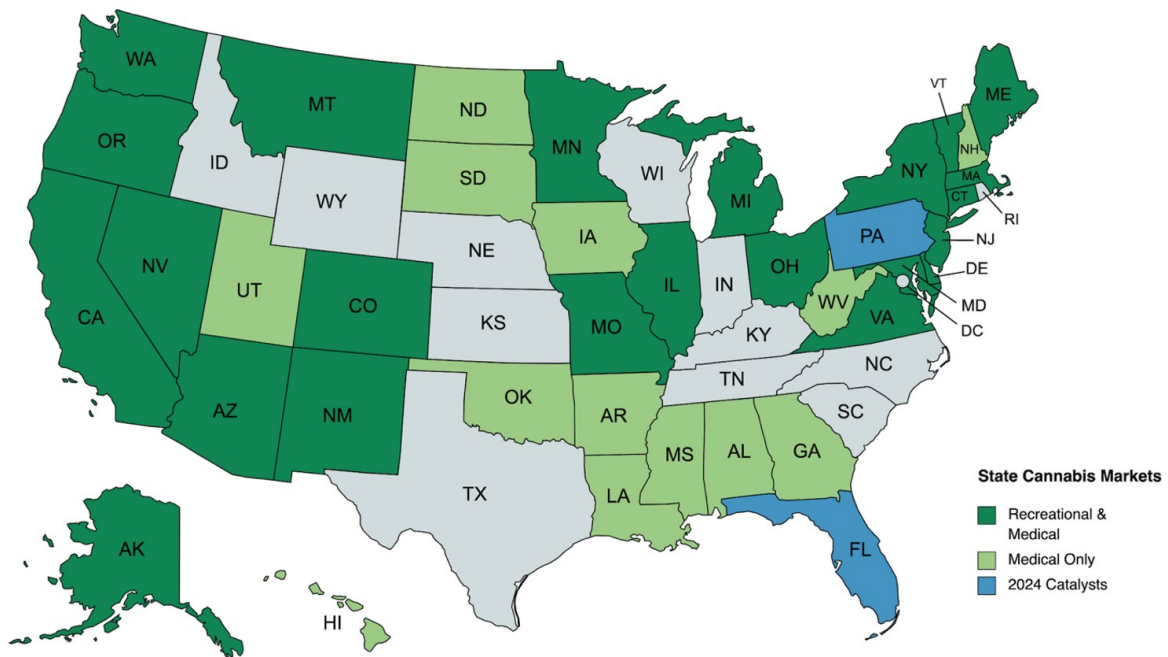 WA
MT
ND
MN
VT
ME
OR
ID
SD
WI
NH
NY
MA
WY
MI
CT
RI
IA
PA
NJ
NE
NV
UT
OH
DE
CO
IL
IN
WV
MD
CA
KS
MO
VA
DC
KY
TN
NC
AZ
NM
OK
AR
SC
MS
AL
GA
TX
LA
State Cannabis Markets
Recreational &
Medical
AK
FL
Medical Only
2024 Catalysts
HI